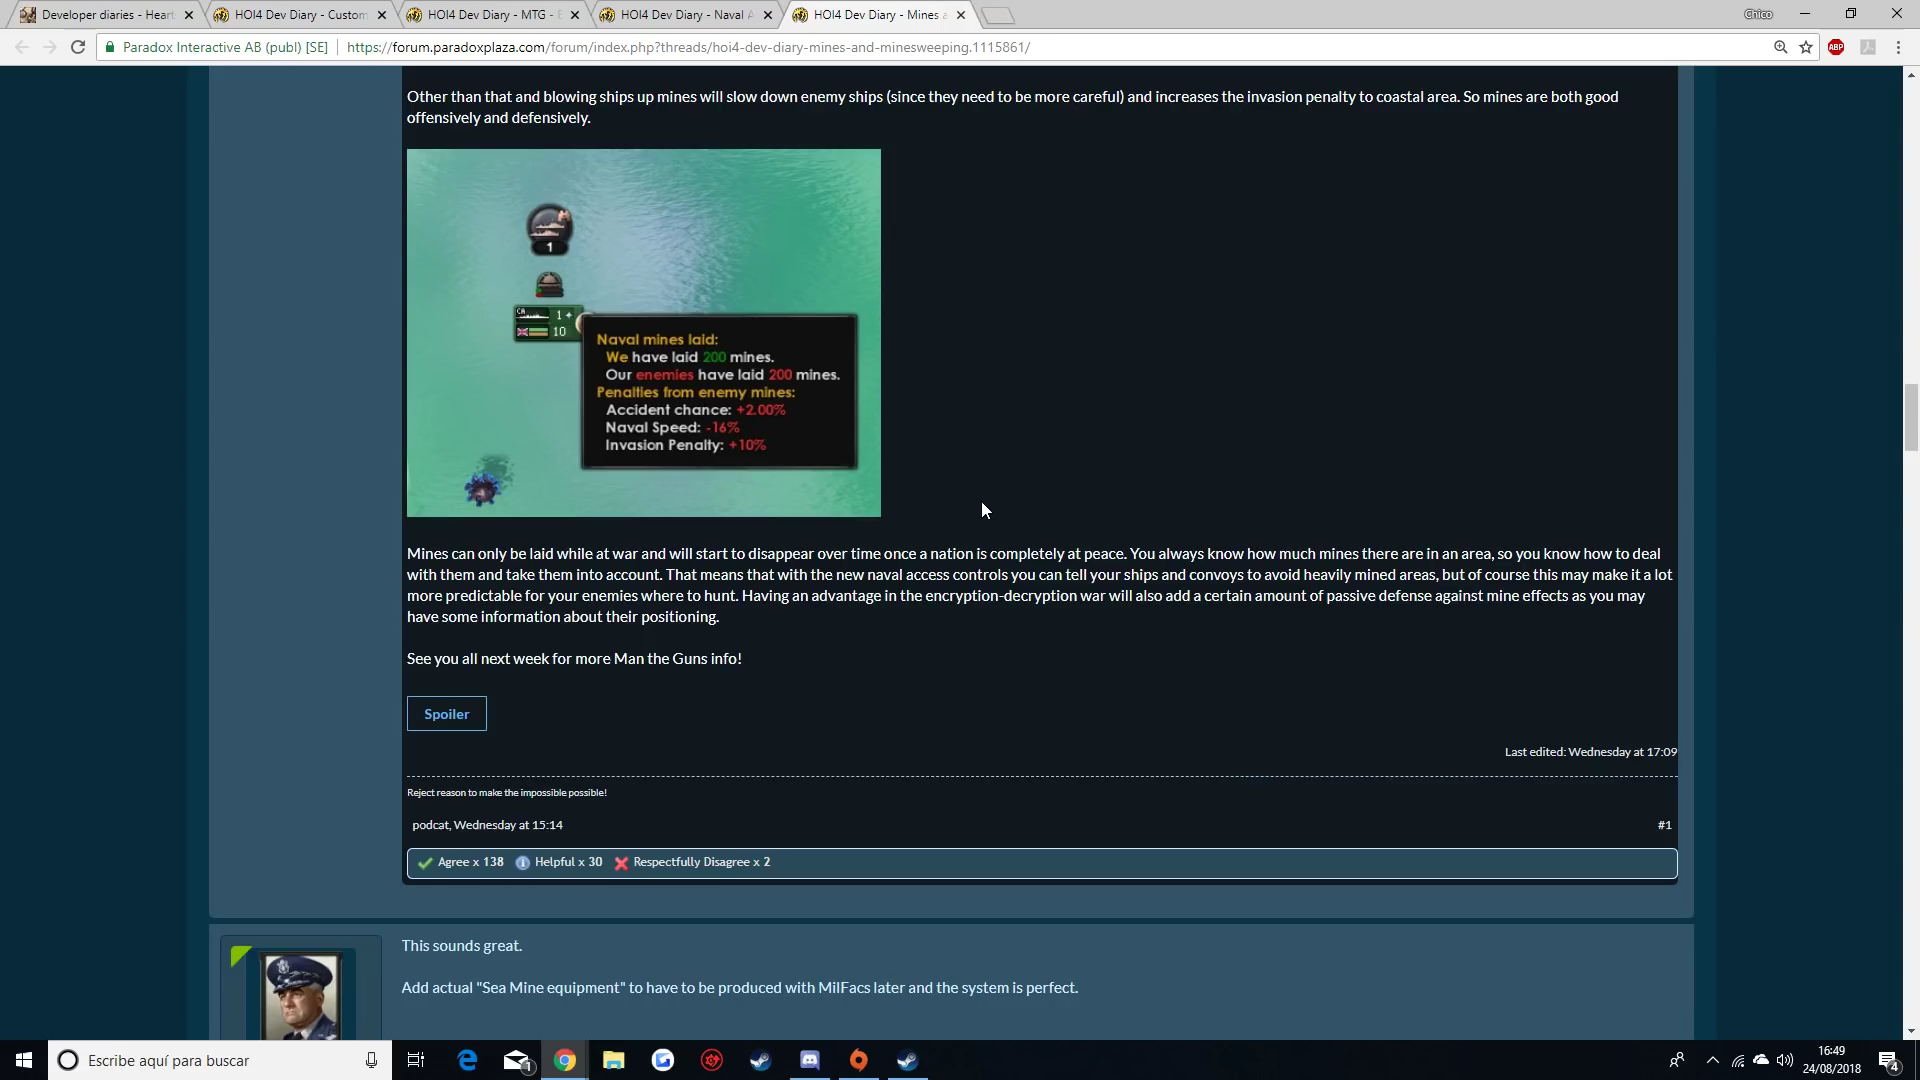 Developer diaries - Heart
HOI4 Dev Diary - Custom
HOI4 Dev Diary - MTG - E
HOI4 Dev Diary - Naval A
HOI4 Dev Diary - Mines a
Chico
Paradox Interactive AB (publ) [SE]
https://forum.paradoxplaza.com/forum/index.php?threads/hoi4-dev-diary-mines-and-minesweeping.1115861/
ABP
Other than that and blowing ships up mines will slow down enemy ships (since they need to be more careful) and increases the invasion penalty to coastal area. So mines are both good
offensively and defensively.
1
CA 1 +
10
Naval mines laid:
We have laid 200 mines.
Our enemies have laid 200 mines.
Penalties from enemy mines:
Accident chance: +2.00%
Naval Speed: -16%
Invasion Penalty: +10%
Mines can only be laid while at war and will start to disappear over time once a nation is completely at peace. You always know how much mines there are in an area, so you know how to deal
with them and take them into account. That means that with the new naval access controls you can tell your ships and convoys to avoid heavily mined areas, but of course this may make it a lot
more predictable for your enemies where to hunt. Having an advantage in the encryption-decryption war will also add a certain amount of passive defense against mine effects as you may
have some information about their positioning.
See you all next week for more Man the Guns info!
Spoiler
Last edited: Wednesday at 17:09
Reject reason to make the impossible possible!
podcat, Wednesday at 15:14
#1
Agree x 138 Helpful x 30 Respectfully Disagree x 2
This sounds great.
Add actual "Sea Mine equipment" to have to be produced with MilFacs later and the system is perfect.
Escribe aquí para buscar
1
16:49
24/08/2018
4